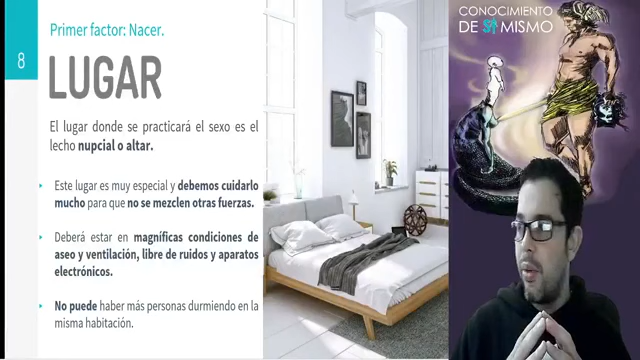 Primer factor: Nacer.
CONOCIMIENTO
DE SÍ MISMO
8
LUGAR
El lugar donde se practicará el sexo es el
lecho nupcial o altar.
Este lugar es muy especial y debemos cuidarlo
mucho para que no se mezclen otras fuerzas.
Deberá estar en magníficas condiciones de
aseo y ventilación, libre de ruidos y aparatos
electrónicos.
No puede haber más personas durmiendo en la
misma habitación.